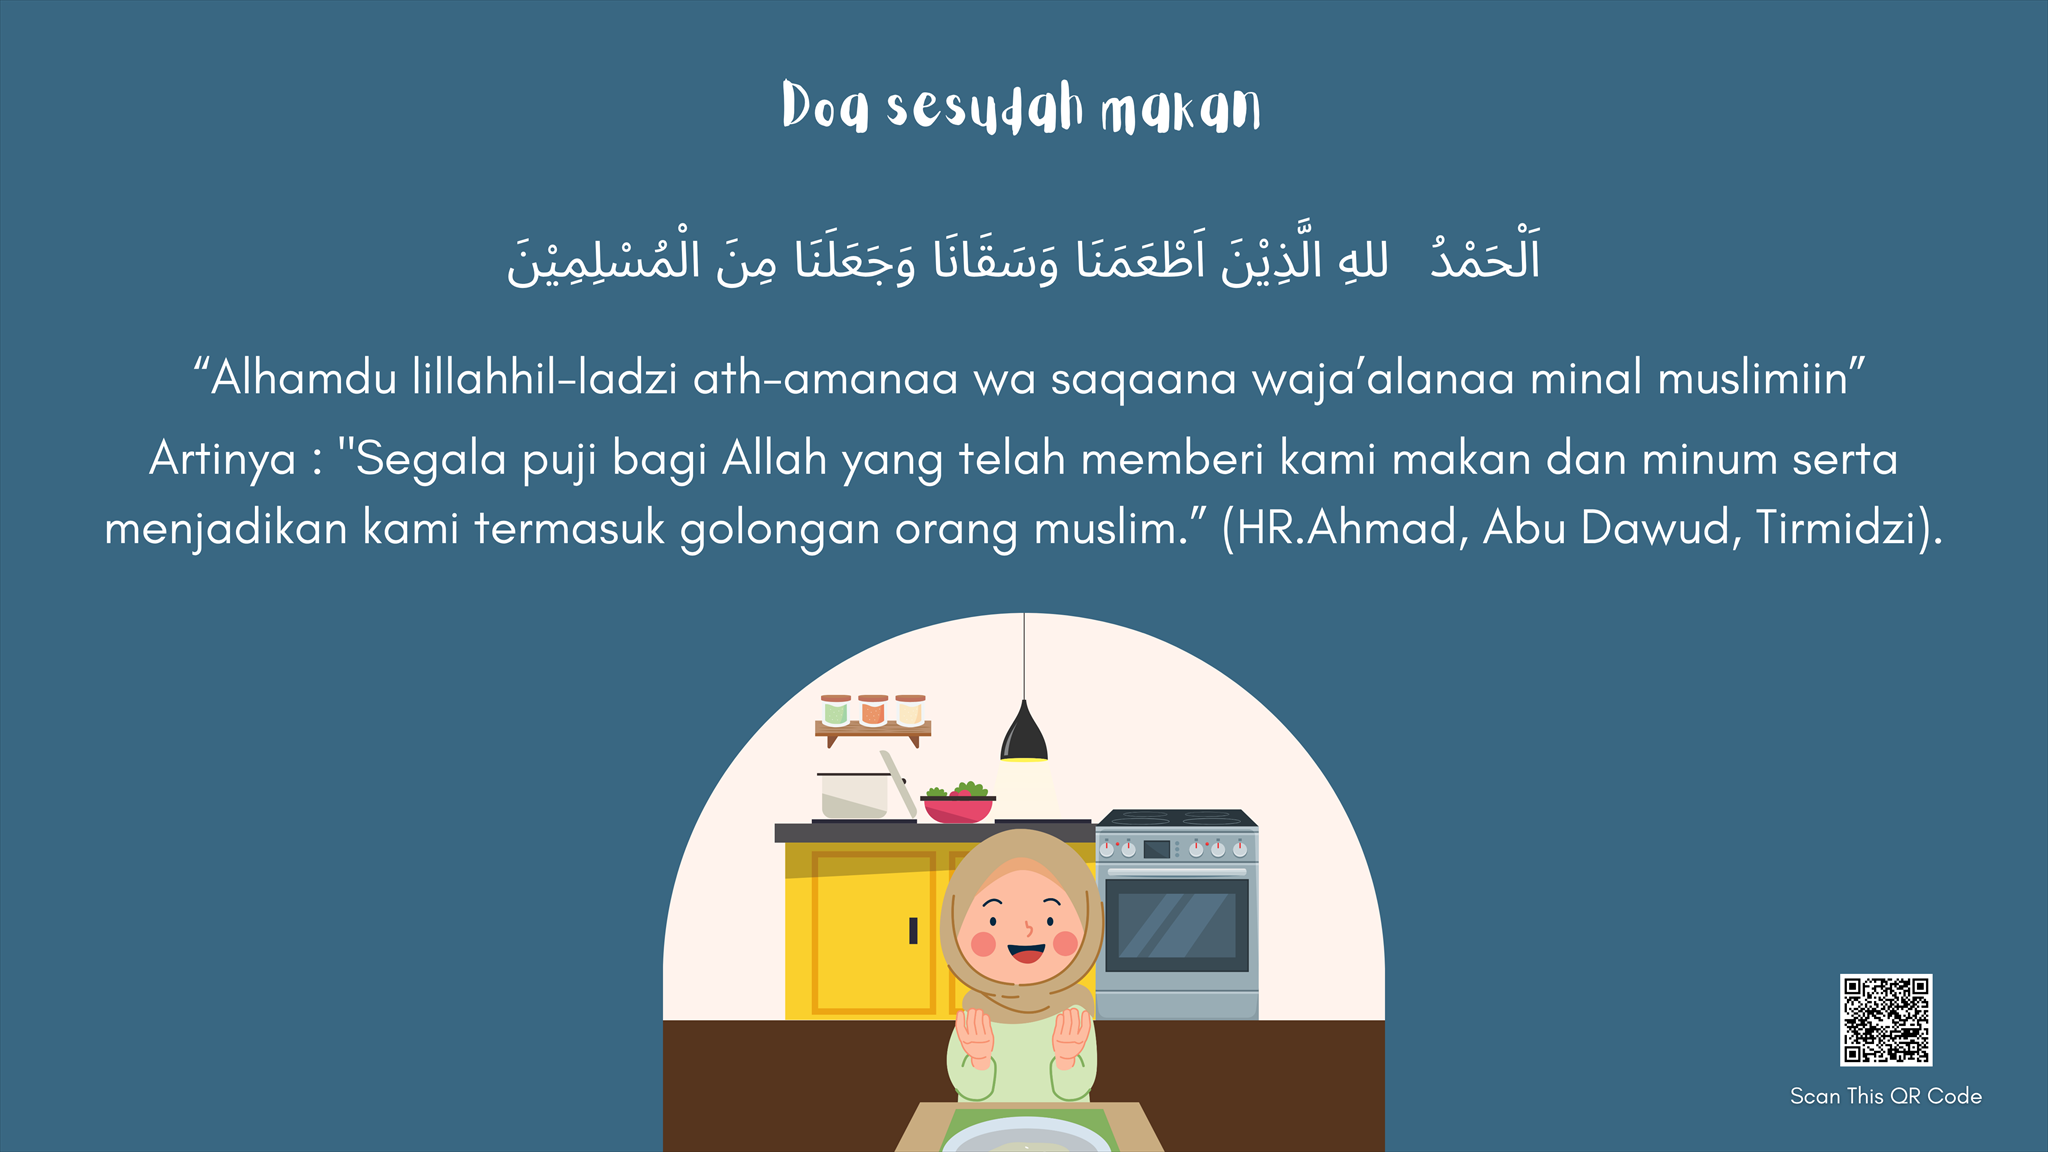 Doa sesudah makan
اَلْحَمْدُ للهِ الَّذِيْنَ اَطْعَمَنَا وَسَقَانَا وَجَعَلَنَا مِنَ الْمُسْلِمِيْنَ
“Alhamdu lillahhil-ladzi ath-amanaa wa saqaana waja’alanaa minal muslimiin”
Artinya : "Segala puji bagi Allah yang telah memberi kami makan dan minum serta
menjadikan kami termasuk golongan orang muslim.” (HR.Ahmad, Abu Dawud, Tirmidzi).
Scan This QR Code